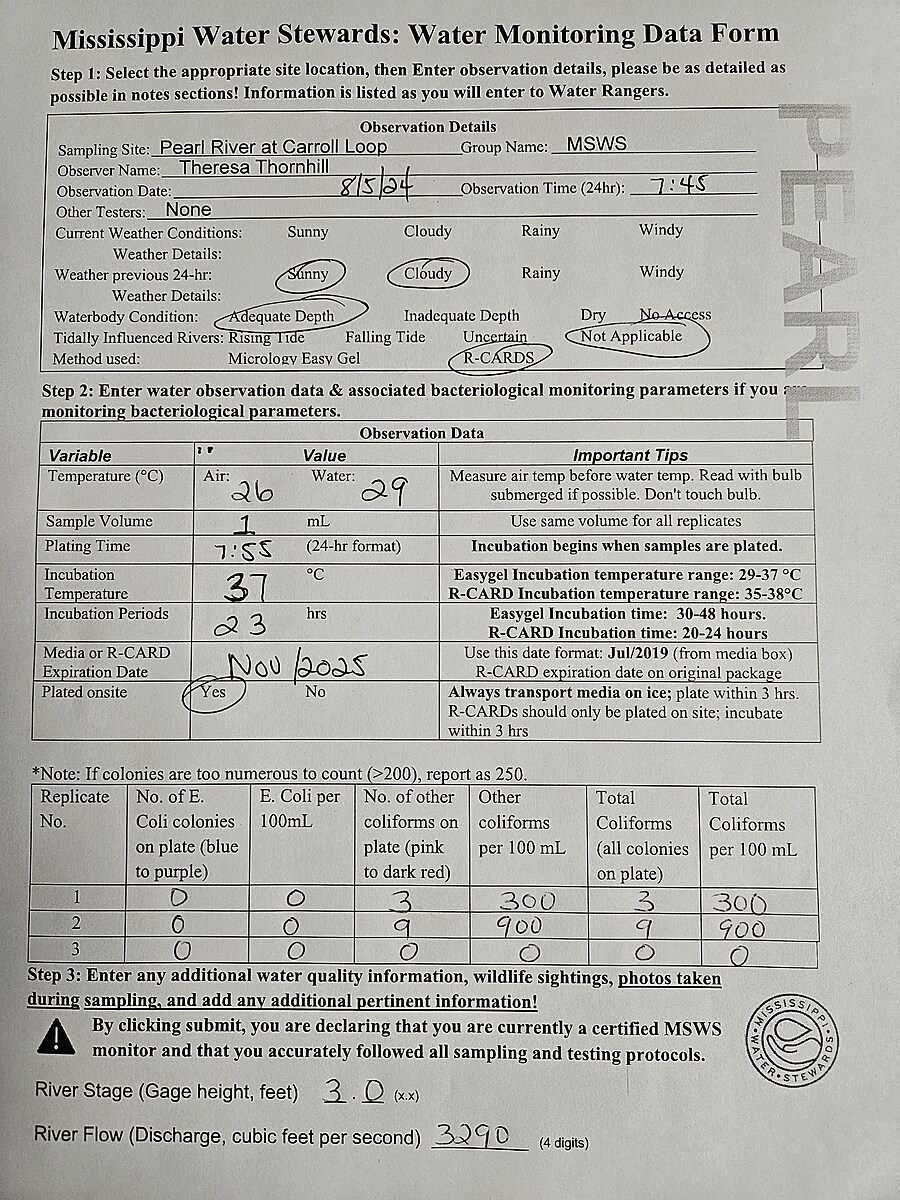 Mississippi Water Stewards: Water Monitoring Data Form
Step 1: Select the appropriate site location, then Enter observation details, please be as detailed as
possible in notes sections! Information is listed as you will enter to Water Rangers.
PEARL
Observation Details
Sampling Site: Pearl River at Carroll Loop Group Name: MSWS
Observer Name: Theresa Thornhill
Observation Date: 8/5/24 Observation Time (24hr): 7:45
Other Testers: None
Current Weather Conditions: Sunny Cloudy Rainy Windy
Weather Details:
Weather previous 24-hr: Sunny Cloudy Rainy Windy
Weather Details:
Waterbody Condition: Adequate Depth Inadequate Depth Dry No Access
Tidally Influenced Rivers: Rising Tide Falling Tide Uncertain Not Applicable
Method used: Micrology Easy Gel R-CARDS
Step 2: Enter water observation data & associated bacteriological monitoring parameters if you are
monitoring bacteriological parameters.
Observation Data
Variable Value Important Tips
Temperature (°C) Air: 26 Water: 29 Measure air temp before water temp. Read with bulb
submerged if possible. Don't touch bulb.
Sample Volume 1 mL Use same volume for all replicates
Plating Time 7:55 (24-hr format) Incubation begins when samples are plated.
Incubation
Temperature 37 °C Easygel Incubation temperature range: 29-37 °C
R-CARD Incubation temperature range: 35-38°C
Incubation Periods 23 hrs Easygel Incubation time: 30-48 hours.
R-CARD Incubation time: 20-24 hours
Media or R-CARD
Expiration Date Nov/2025 Use this date format: Jul/2019 (from media box)
R-CARD expiration date on original package
Plated onsite Yes No Always transport media on ice; plate within 3 hrs.
R-CARDs should only be plated on site; incubate
within 3 hrs
*Note: If colonies are too numerous to count (>200), report as 250.
Replicate No. of E. E. Coli per No. of other Other Total Total
No. Coli colonies 100mL coliforms on coliforms Coliforms Coliforms
on plate (blue plate (pink per 100 mL (all colonies per 100 mL
to purple) to dark red) on plate)
1 0 0 3 300 3 300
2 0 0 9 900 9 900
3 0 0 0 0 0 0
Step 3: Enter any additional water quality information, wildlife sightings, photos taken
during sampling, and add any additional pertinent information!
By clicking submit, you are declaring that you are currently a certified MSWS
monitor and that you accurately followed all sampling and testing protocols.
MISSISSIPPI WATER STEWARDS
River Stage (Gage height, feet) 3.0 (x.x)
River Flow (Discharge, cubic feet per second) 3290 (4 digits)